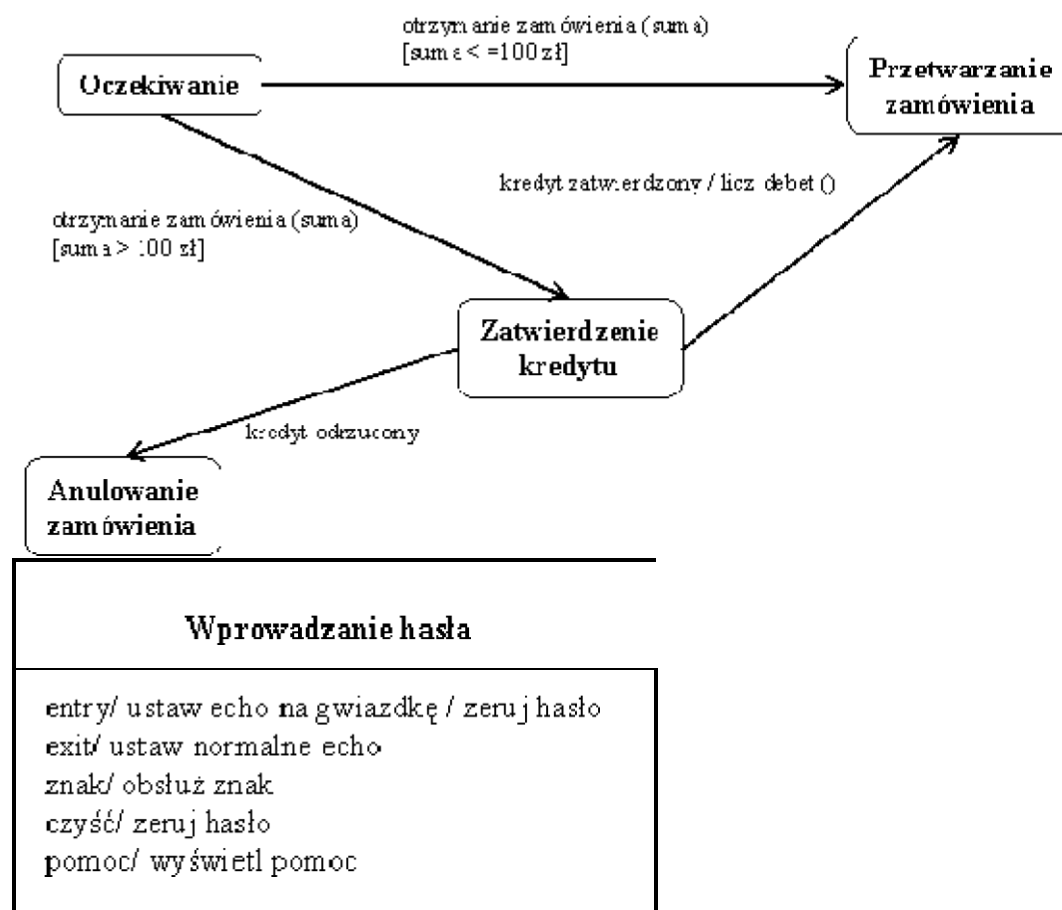 otrzymanie zamówienia (suma)
[suma <=100 zł]
Oczekiwanie
Przetwarzanie
zamówienia
kredyt zatwierdzony / licz debet ()
otrzymanie zamówienia (suma)
[suma > 100 zł]
Zatwierdzenie
kredytu
kredyt odrzucony
Anulowanie
zamówienia
Wprowadzanie hasła
entry/ ustaw echo na gwiazdkę / zeruj hasło
exit/ ustaw normalne echo
znak/ obsłuż znak
czyść/ zeruj hasło
pomoc/ wyświetl pomoc